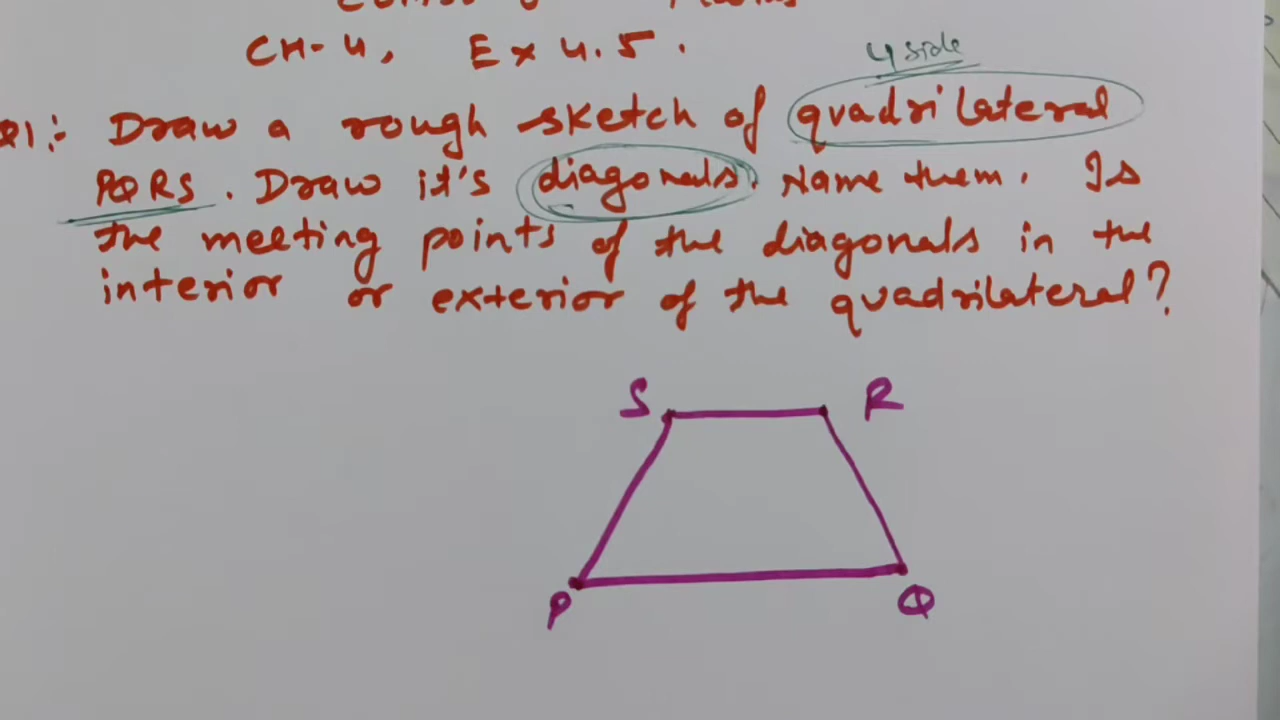 CH-4, Ex 4.5.
4 side
Q1:- Draw a rough sketch of quadrilateral
PQRS. Draw it's diagonals. Name them. Is
the meeting points of the diagonals in the
interior or exterior of the quadrilateral?
S R
P Q